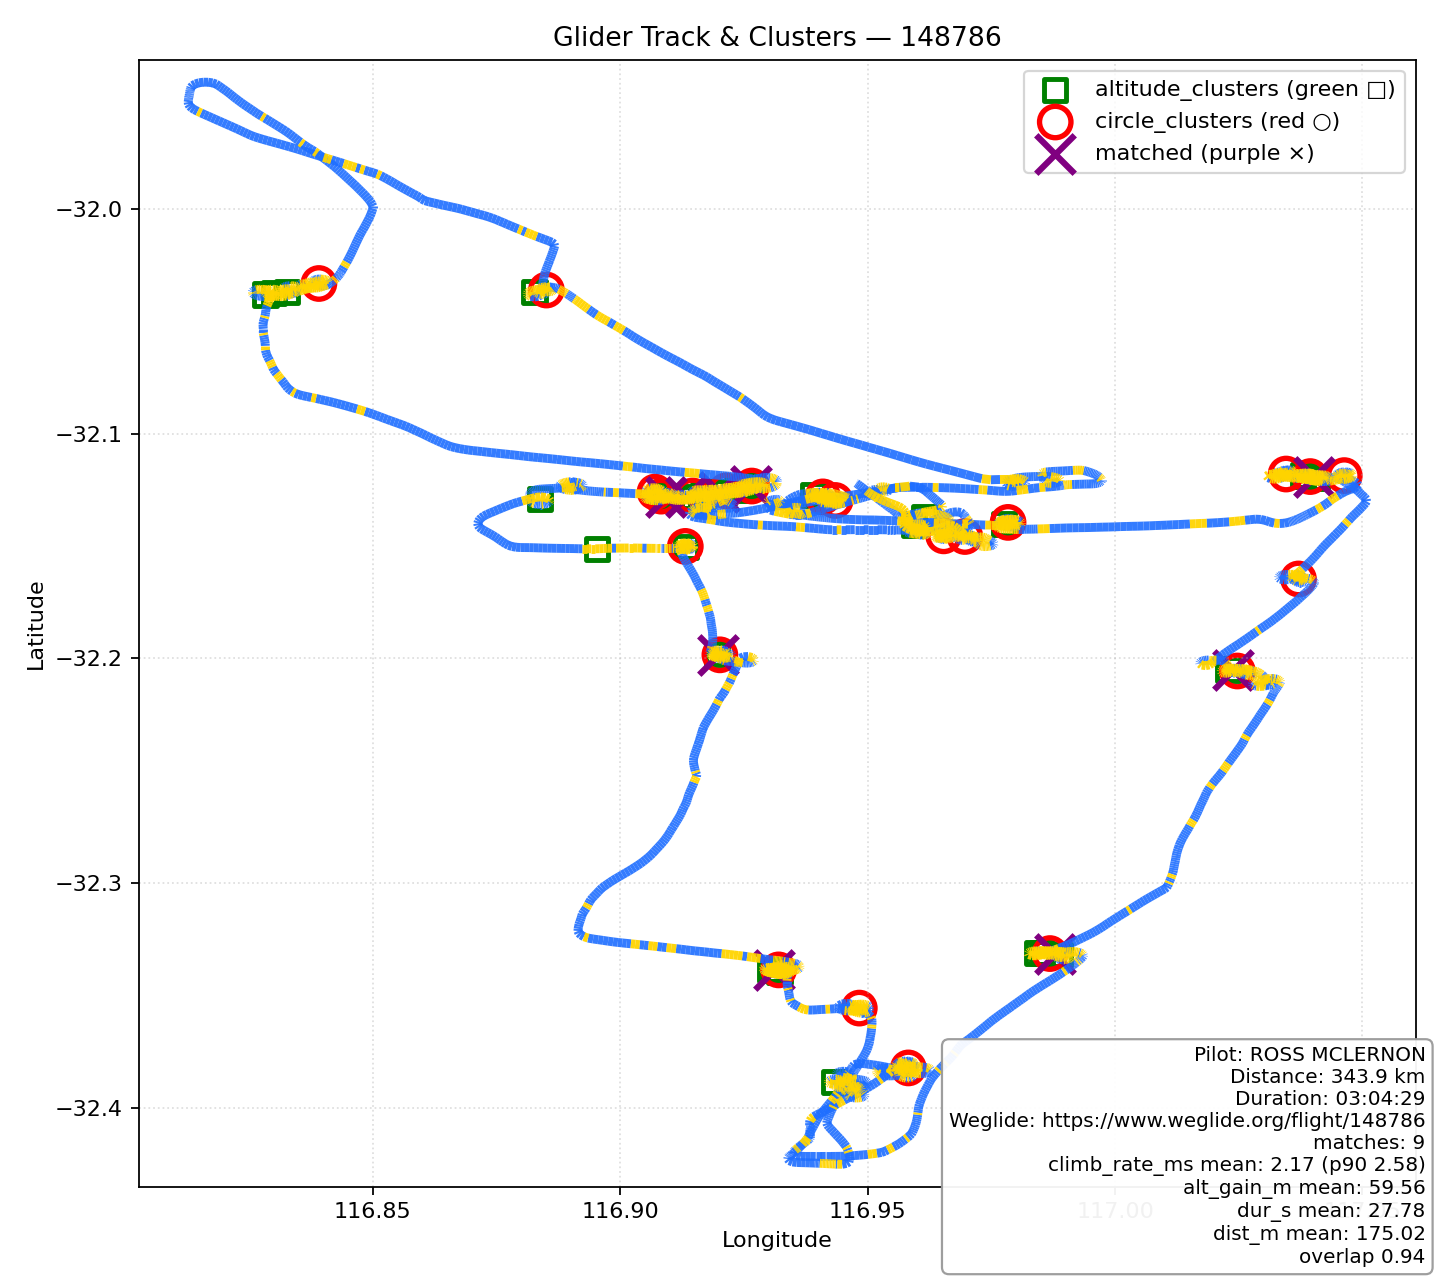 Glider Track & Clusters — 148786
altitude_clusters (green □)
circle_clusters (red ○)
matched (purple ×)
−32.0
−32.1
−32.2
−32.3
−32.4
Latitude
116.85
116.90
116.95
117.00
Longitude
Pilot: ROSS MCLERNON
Distance: 343.9 km
Duration: 03:04:29
Weglide: https://www.weglide.org/flight/148786
matches: 9
climb_rate_ms mean: 2.17 (p90 2.58)
alt_gain_m mean: 59.56
dur_s mean: 27.78
dist_m mean: 175.02
overlap 0.94